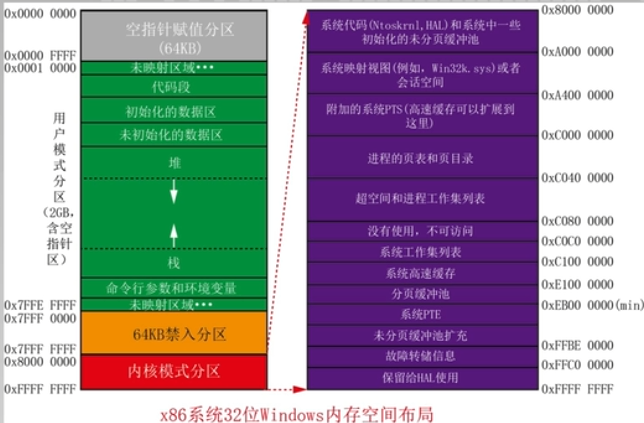 0x0000 0000
空指针赋值分区
(64KB)
0x0000 FFFF
0x0001 0000
未映射区域···
代码段
初始化的数据区
未初始化的数据区
堆
栈
命令行参数和环境变量
未映射区域···
用
户
模
式
分
区
(2GB,
含空
指针
区)
0x7FFE FFFF
0x7FFF 0000
64KB禁入分区
0x7FFF FFFF
0x8000 0000
内核模式分区
0xFFFF FFFF
0x8000 0000
系统代码(Ntoskrnl,HAL)和系统中一些
初始化的未分页缓冲池
0xA000 0000
系统映射视图(例如, Win32k.sys)或者
会话空间
0xA400 0000
附加的系统PTS(高速缓存可以扩展到
这里)
0xC000 0000
进程的页表和页目录
0xC040 0000
超空间和进程工作集列表
0xC080 0000
没有使用，不可访问
0xC0C0 0000
系统工作集列表
0xC100 0000
系统高速缓存
0xE100 0000
分页缓冲池
0xEB00 0000(min)
系统PTE
未分页缓冲池扩充
0xFFBE 0000
故障转储信息
0xFFC0 0000
保留给HAL使用
0xFFFF FFFF
x86系统32位Windows内存空间布局